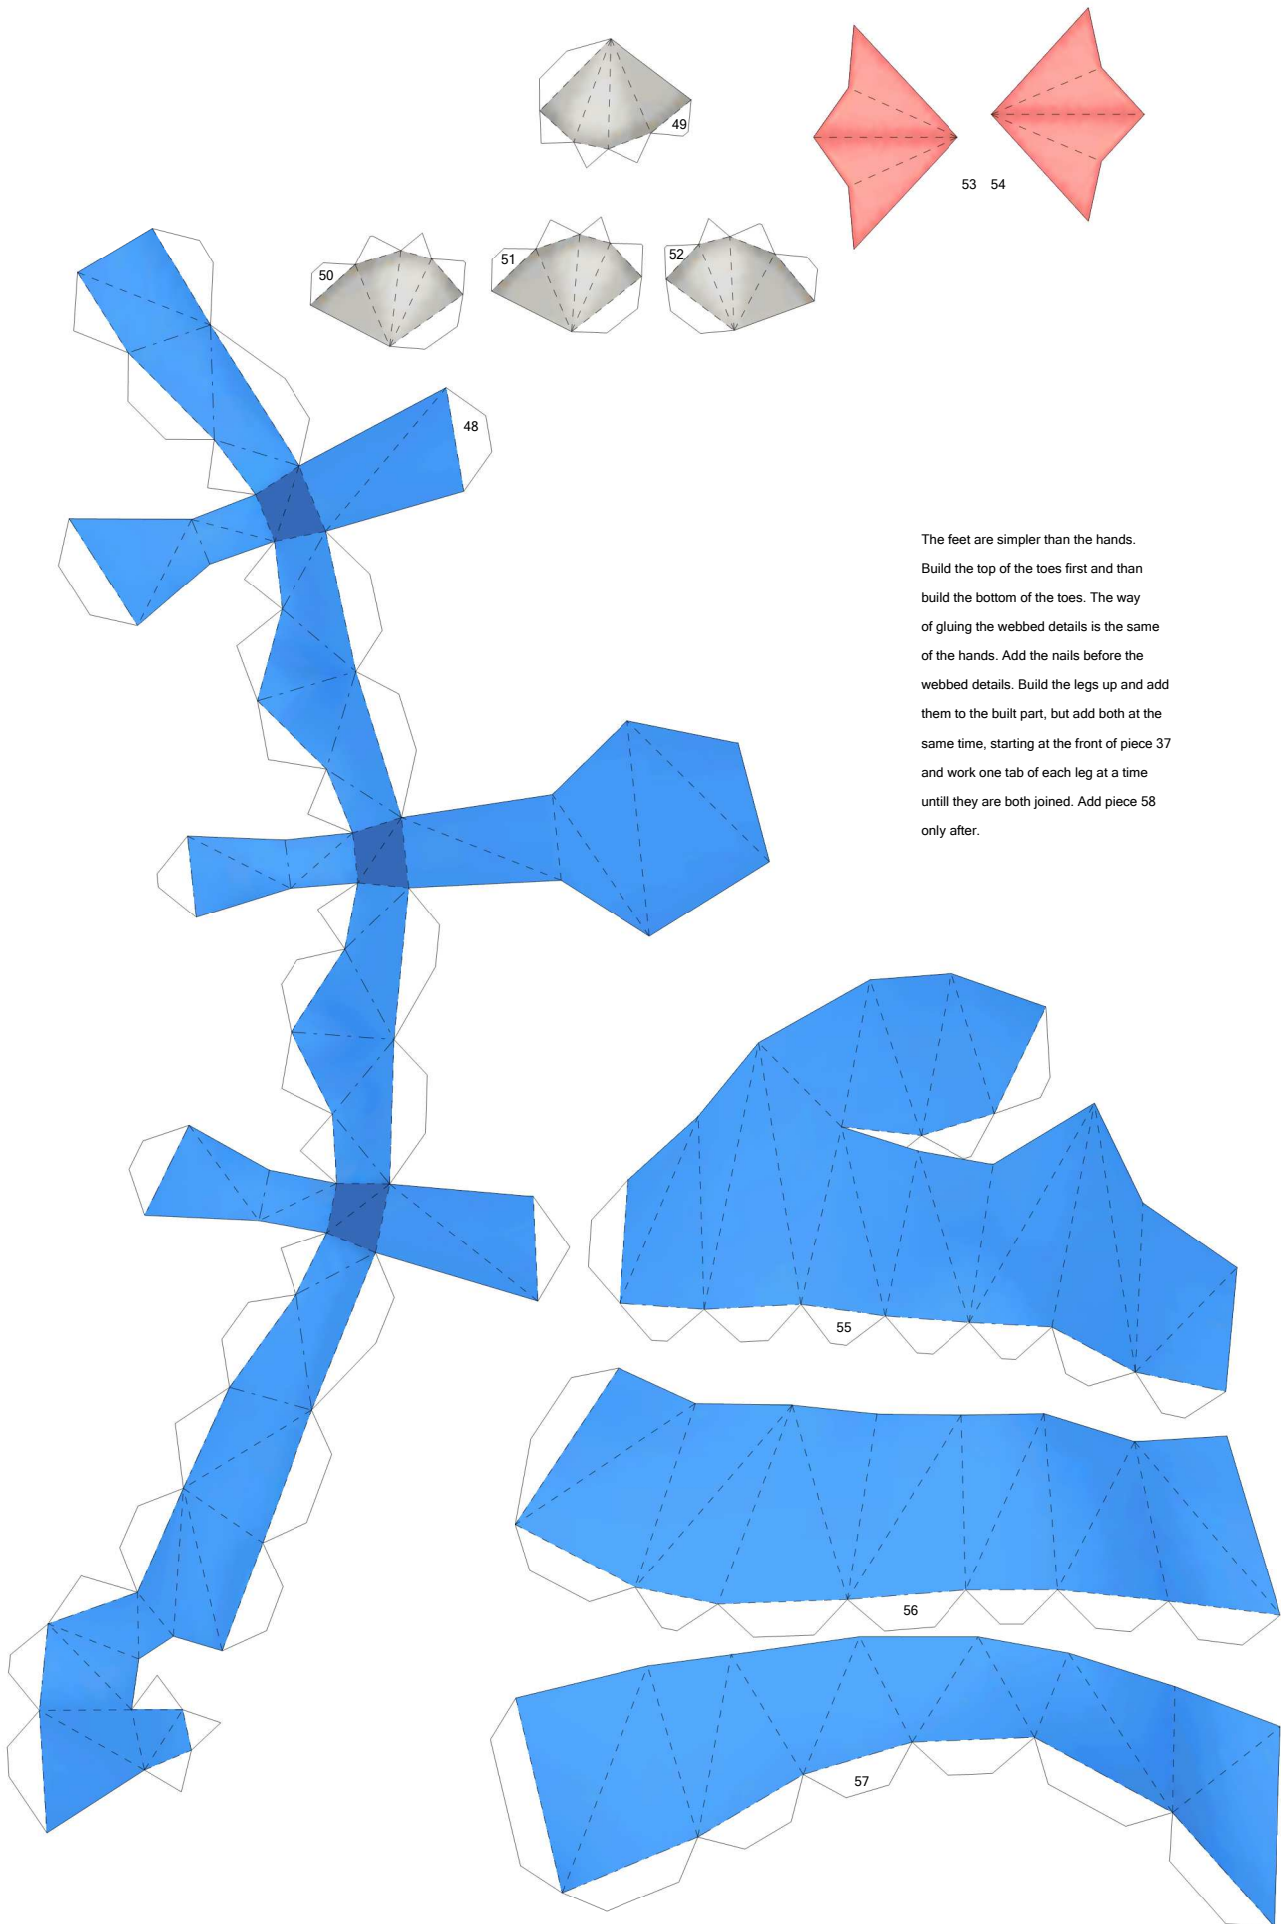 49
53 54
50
51
52
48
The feet are simpler than the hands.
Build the top of the toes first and than
build the bottom of the toes. The way
of gluing the webbed details is the same
of the hands. Add the nails before the
webbed details. Build the legs up and add
them to the built part, but add both at the
same time, starting at the front of piece 37
and work one tab of each leg at a time
untill they are both joined. Add piece 58
only after.
55
56
57